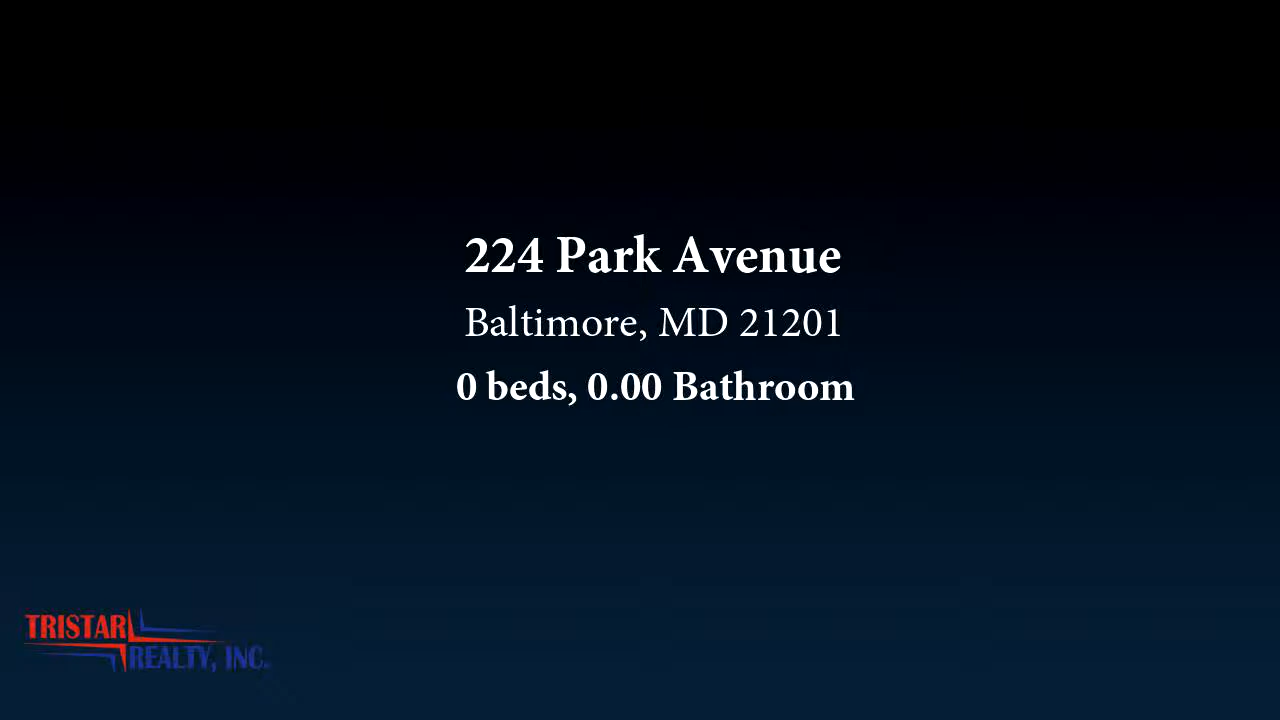 224 Park Avenue
Baltimore, MD 21201
0 beds, 0.00 Bathroom
TRISTAR
REALTY, INC.